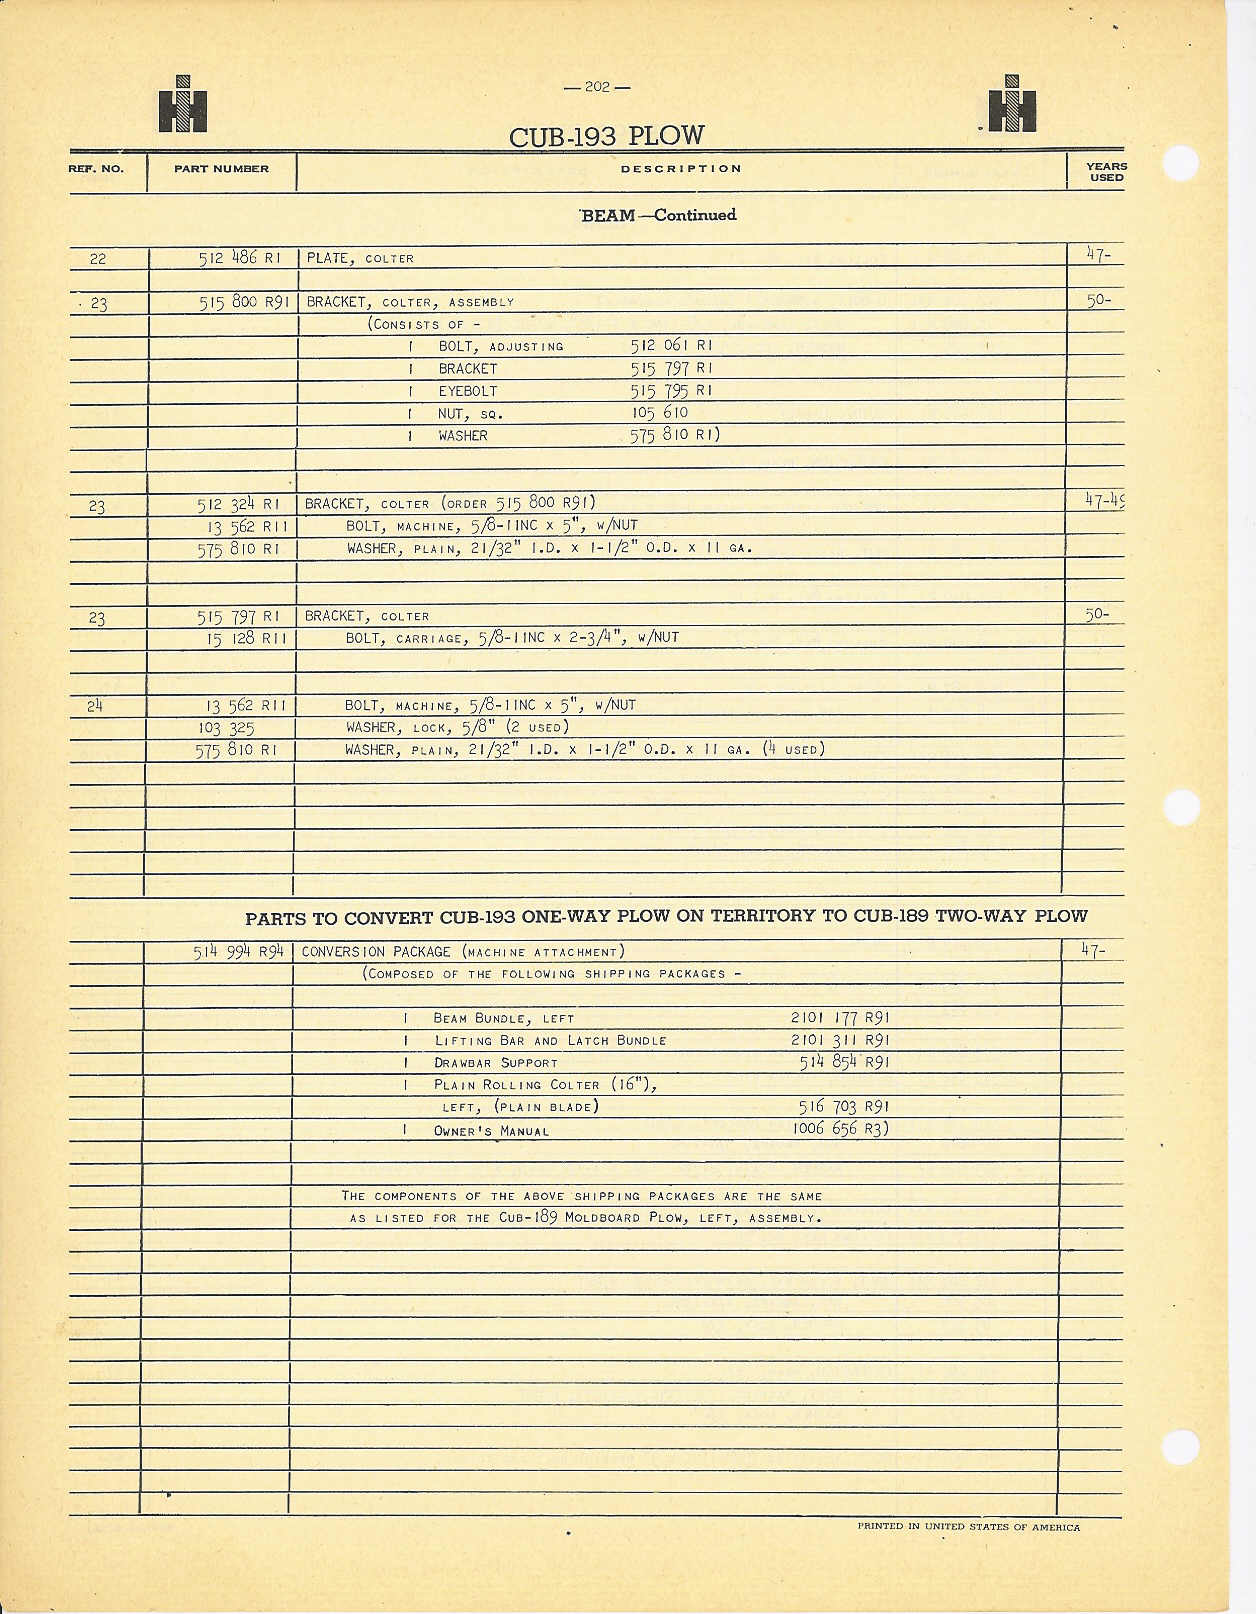 — 202 —
CUB-193 PLOW
REF. NO. PART NUMBER DESCRIPTION YEARS USED
BEAM—Continued
22 512 486 R1 PLATE, COLTER 47-
23 515 800 R91 BRACKET, COLTER, ASSEMBLY 50-
(CONSISTS OF -
1 BOLT, ADJUSTING 512 061 R1
1 BRACKET 515 797 R1
1 EYEBOLT 515 795 R1
1 NUT, SQ. 105 610
1 WASHER 575 810 R1)
23 512 324 R1 BRACKET, COLTER (ORDER 515 800 R91) 47-49
13 562 R11 BOLT, MACHINE, 5/8-11NC x 5", W/NUT
575 810 R1 WASHER, PLAIN, 21/32" I.D. x 1-1/2" O.D. x 11 GA.
23 515 797 R1 BRACKET, COLTER 50-
15 128 R11 BOLT, CARRIAGE, 5/8-11NC x 2-3/4", W/NUT
24 13 562 R11 BOLT, MACHINE, 5/8-11NC x 5", W/NUT
103 325 WASHER, LOCK, 5/8" (2 USED)
575 810 R1 WASHER, PLAIN, 21/32" I.D. x 1-1/2" O.D. x 11 GA. (4 USED)
PARTS TO CONVERT CUB-193 ONE-WAY PLOW ON TERRITORY TO CUB-189 TWO-WAY PLOW
514 994 R94 CONVERSION PACKAGE (MACHINE ATTACHMENT) 47-
(COMPOSED OF THE FOLLOWING SHIPPING PACKAGES -
1 BEAM BUNDLE, LEFT 2101 177 R91
1 LIFTING BAR AND LATCH BUNDLE 2101 311 R91
1 DRAWBAR SUPPORT 514 854 R91
1 PLAIN ROLLING COLTER (16"),
LEFT, (PLAIN BLADE) 516 703 R91
1 OWNER'S MANUAL 1006 656 R3)
THE COMPONENTS OF THE ABOVE SHIPPING PACKAGES ARE THE SAME
AS LISTED FOR THE CUB-189 MOLDBOARD PLOW, LEFT, ASSEMBLY.
PRINTED IN UNITED STATES OF AMERICA